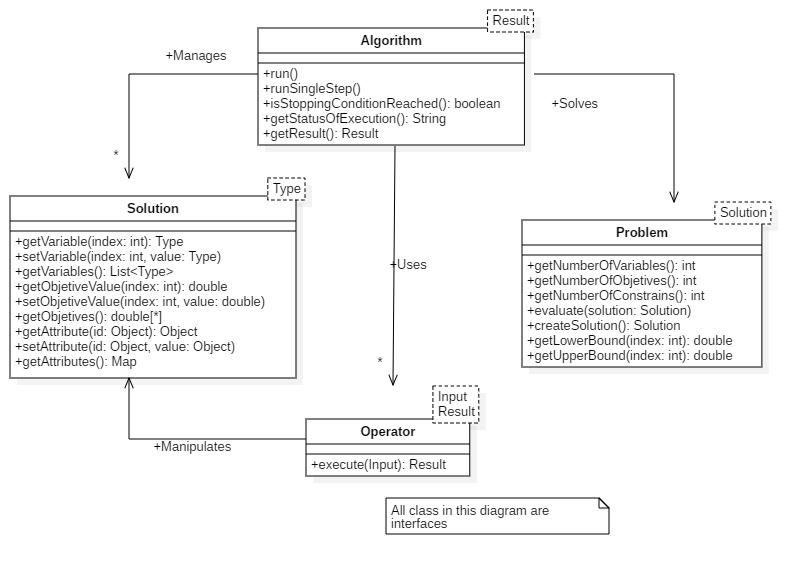 Result
Algorithm
+run()
+runSingleStep()
+isStoppingConditionReached(): boolean
+getStatusOfExecution(): String
+getResult(): Result
+Manages
*
+Solves
Type
Solution
+getVariable(index: int): Type
+setVariable(index: int, value: Type)
+getVariables(): List<Type>
+getObjetiveValue(index: int): double
+setObjetiveValue(index: int, value: double)
+getObjetives(): double[*]
+getAttribute(id: Object): Object
+setAttribute(id: Object, value: Object)
+getAttributes(): Map
+Uses
*
Solution
Problem
+getNumberOfVariables(): int
+getNumberOfObjetives(): int
+getNumberOfConstrains(): int
+evaluate(solution: Solution)
+createSolution(): Solution
+getLowerBound(index: int): double
+getUpperBound(index: int): double
Input
Result
Operator
+execute(Input): Result
+Manipulates
All class in this diagram are
interfaces